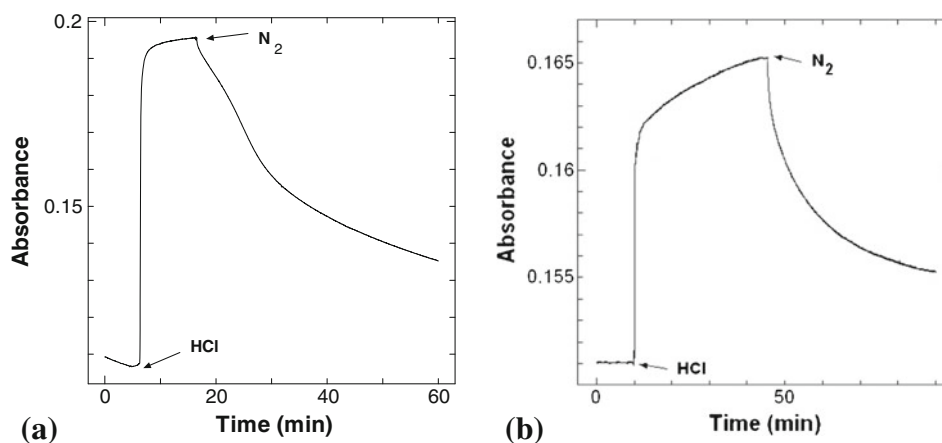 0.2
N2
Absorbance
0.15
HCl
0 20 40 60
Time (min)
(a)
0.165
N2
Absorbance
0.16
0.155
HCl
0 50
Time (min)
(b)